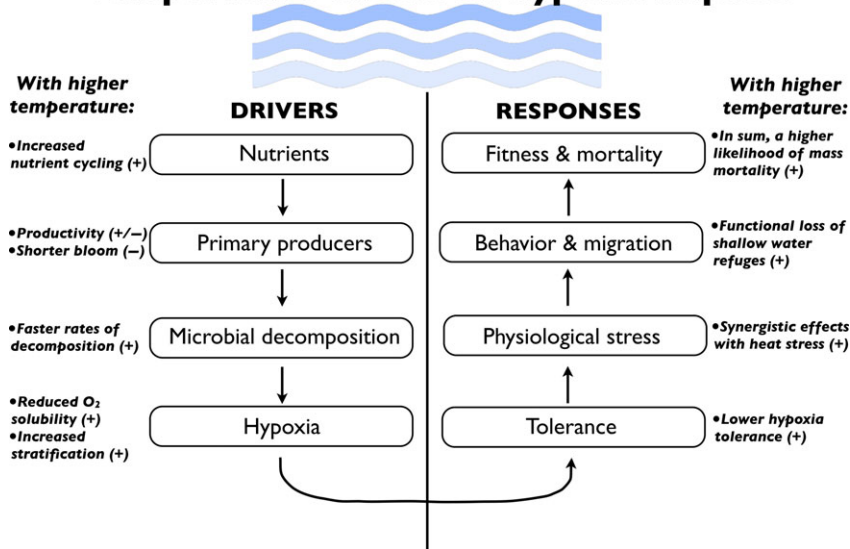 With higher
temperature:
DRIVERS
•Increased
nutrient cycling (+)
Nutrients
•Productivity (+/−)
•Shorter bloom (−)
Primary producers
•Faster rates of
decomposition (+)
Microbial decomposition
•Reduced O₂
solubility (+)
•Increased
stratification (+)
Hypoxia
RESPONSES
With higher
temperature:
Fitness & mortality
•In sum, a higher
likelihood of mass
mortality (+)
Behavior & migration
•Functional loss of
shallow water
refuges (+)
Physiological stress
•Synergistic effects
with heat stress (+)
Tolerance
•Lower hypoxia
tolerance (+)